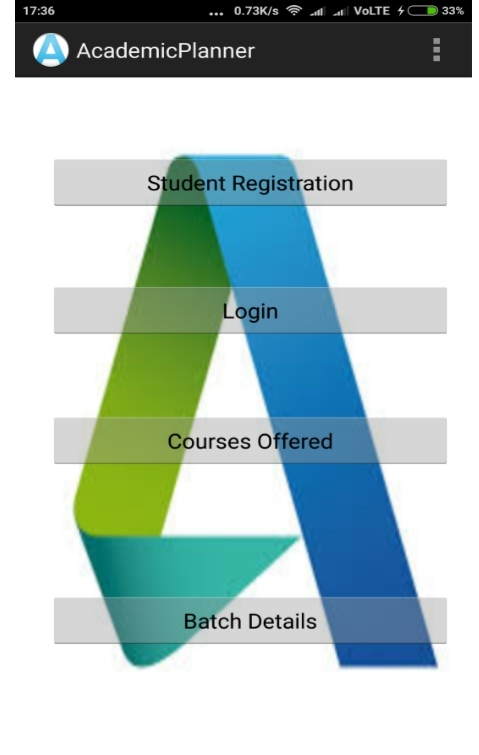 17:36 ... 0.73K/s VoLTE 33%
AcademicPlanner
Student Registration
Login
Courses Offered
Batch Details